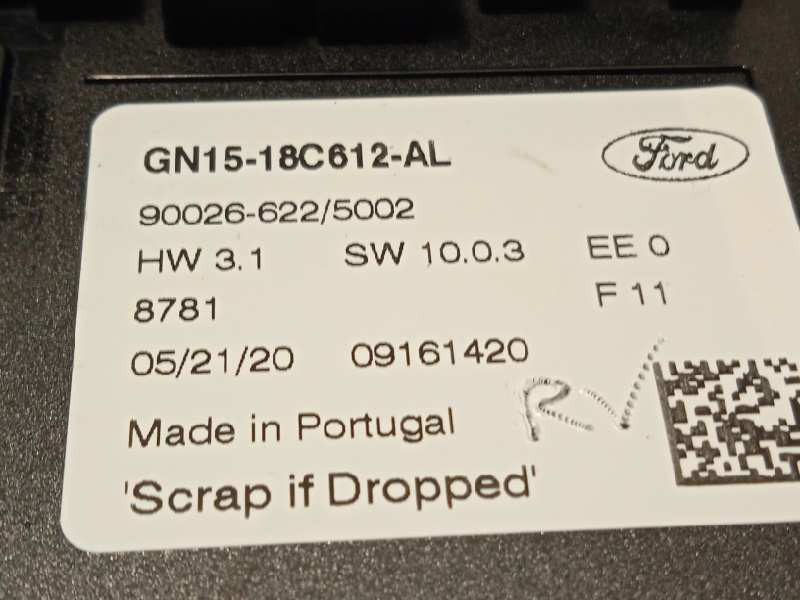 GN15-18C612-AL
Ford
90026-622/5002
HW 3.1 SW 10.0.3 EE 0
8781 F 11
05/21/20 09161420
Made in Portugal
RV
'Scrap if Dropped'